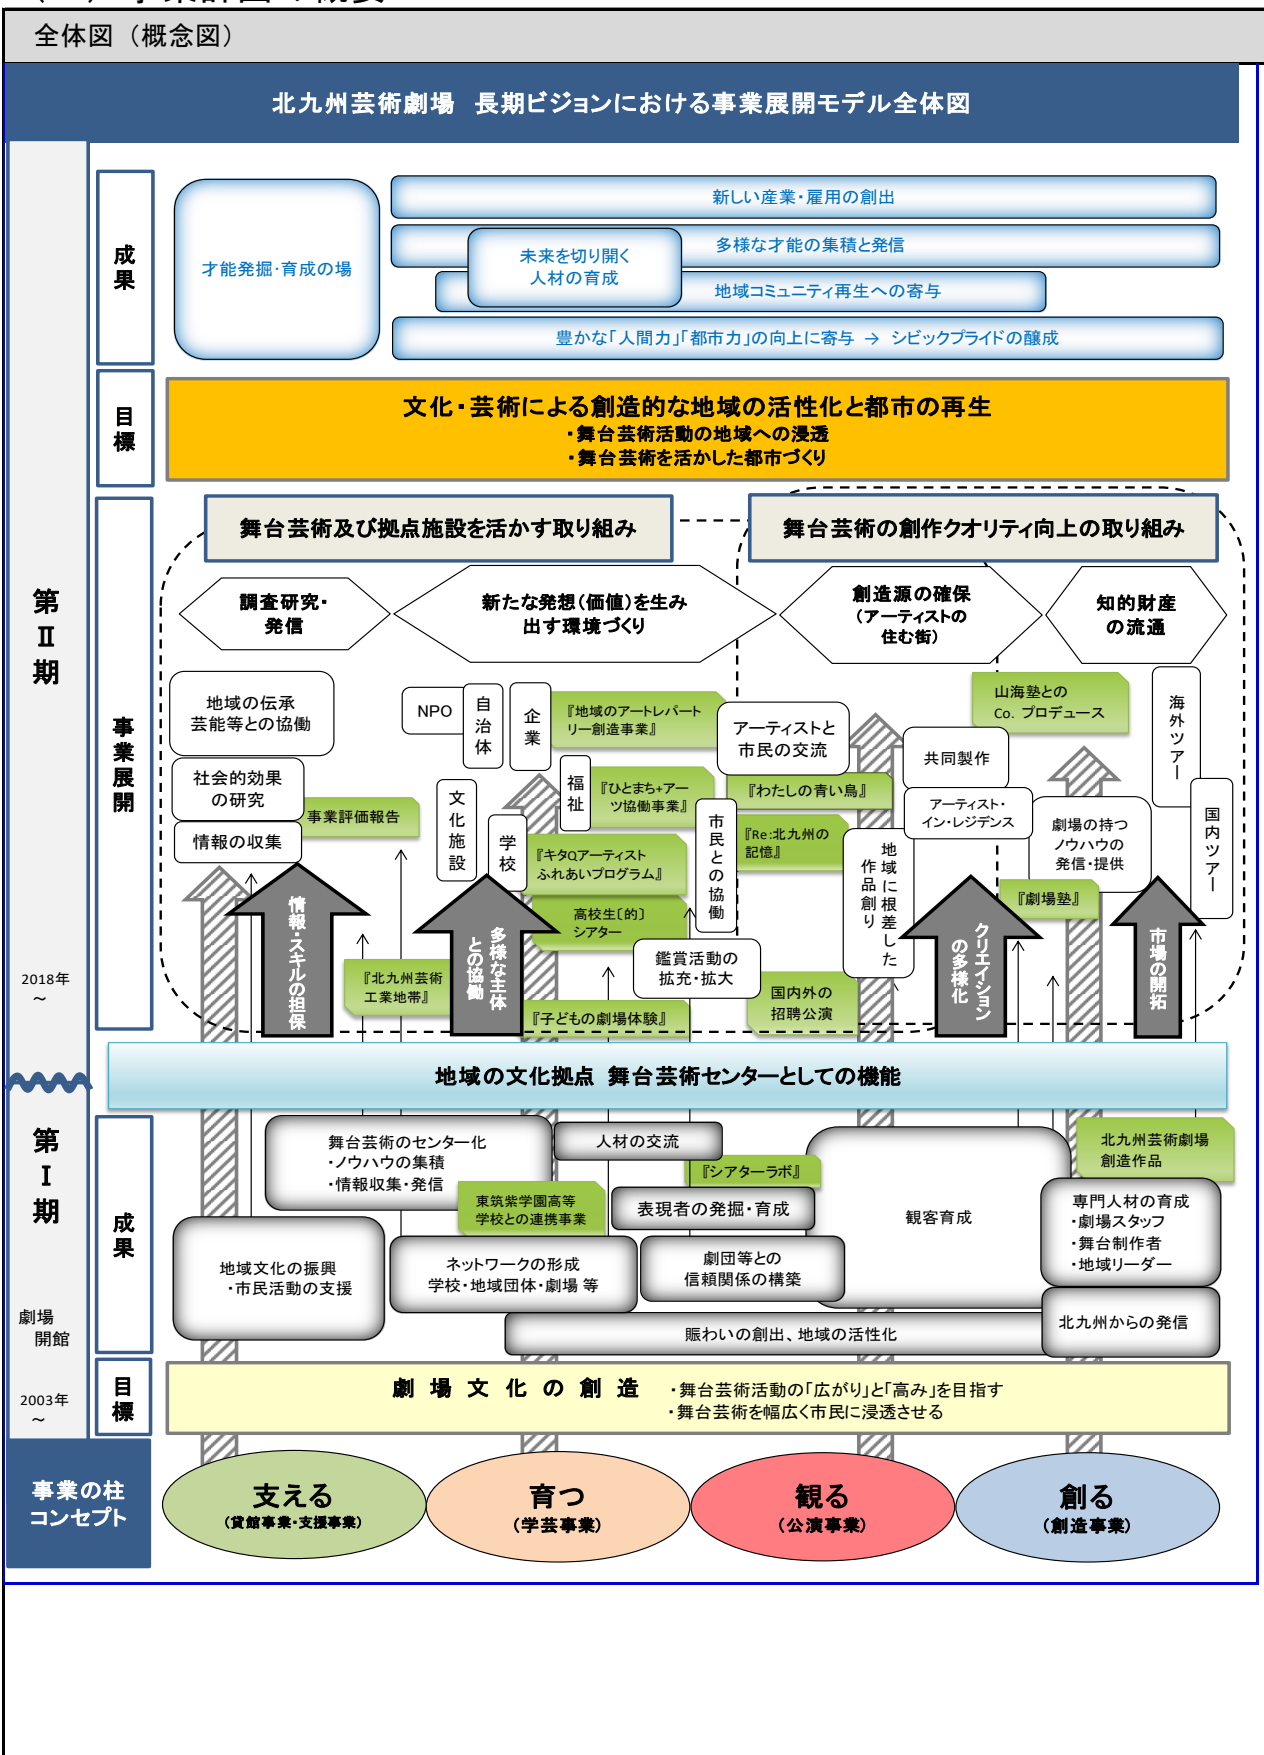 全体図（概念図）
北九州芸術劇場　長期ビジョンにおける事業展開モデル全体図
第
Ⅱ
期
2018年
～
成
果
才能発掘・育成の場
新しい産業・雇用の創出
多様な才能の集積と発信
未来を切り開く
人材の育成
地域コミュニティ再生への寄与
豊かな「人間力」「都市力」の向上に寄与 → シビックプライドの醸成
目
標
文化・芸術による創造的な地域の活性化と都市の再生
・舞台芸術活動の地域への浸透
・舞台芸術を活かした都市づくり
事
業
展
開
舞台芸術及び拠点施設を活かす取り組み
舞台芸術の創作クオリティ向上の取り組み
調査研究・
発信
新たな発想（価値）を生み
出す環境づくり
創造源の確保
（アーティストの
住む街）
知的財産
の流通
地域の伝承
芸能等との協働
社会的効果
の研究
情報の収集
事業評価報告
NPO
自治体
企業
文化施設
学校
福祉
『地域のアートレパート
リー創造事業』
『ひとまち+アー
ツ協働事業』
『キタQアーティスト
ふれあいプログラム』
高校生〔的〕
シアター
市民との協働
アーティストと
市民の交流
『わたしの青い鳥』
『Re:北九州の
記憶』
地域に根差した
作品創り
鑑賞活動の
拡充・拡大
国内外の
招聘公演
『子どもの劇場体験』
『北九州芸術
工業地帯』
山海塾との
Co. プロデュース
共同製作
アーティスト・
イン・レジデンス
劇場の持つ
ノウハウの
発信・提供
『劇場塾』
海外ツアー
国内ツアー
情報・スキルの担保
多様な主体
との協働
クリエイション
の多様化
市場の開拓
地域の文化拠点 舞台芸術センターとしての機能
第
Ⅰ
期
劇場
開館
2003年
～
成
果
舞台芸術のセンター化
・ノウハウの集積
・情報収集・発信
人材の交流
『シアターラボ』
東筑紫学園高等
学校との連携事業
表現者の発掘・育成
観客育成
北九州芸術劇場
創造作品
専門人材の育成
・劇場スタッフ
・舞台制作者
・地域リーダー
地域文化の振興
・市民活動の支援
ネットワークの形成
学校・地域団体・劇場 等
劇団等との
信頼関係の構築
賑わいの創出、地域の活性化
北九州からの発信
目
標
劇場文化の創造
・舞台芸術活動の「広がり」と「高み」を目指す
・舞台芸術を幅広く市民に浸透させる
事業の柱
コンセプト
支える
（貸館事業・支援事業）
育つ
（学芸事業）
観る
（公演事業）
創る
（創造事業）